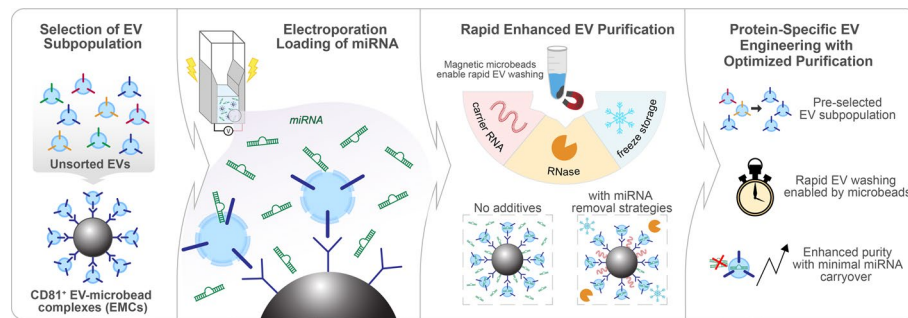 Selection of EV
Subpopulation
Unsorted EVs
CD81⁺ EV-microbead
complexes (EMCs)
Electroporation
Loading of miRNA
V
miRNA
Rapid Enhanced EV Purification
Magnetic microbeads
enable rapid EV washing
carrier RNA
RNase
freeze storage
No additives
with miRNA
removal strategies
Protein-Specific EV
Engineering with
Optimized Purification
Pre-selected
EV subpopulation
Rapid EV washing
enabled by microbeads
Enhanced purity
with minimal miRNA
carryover